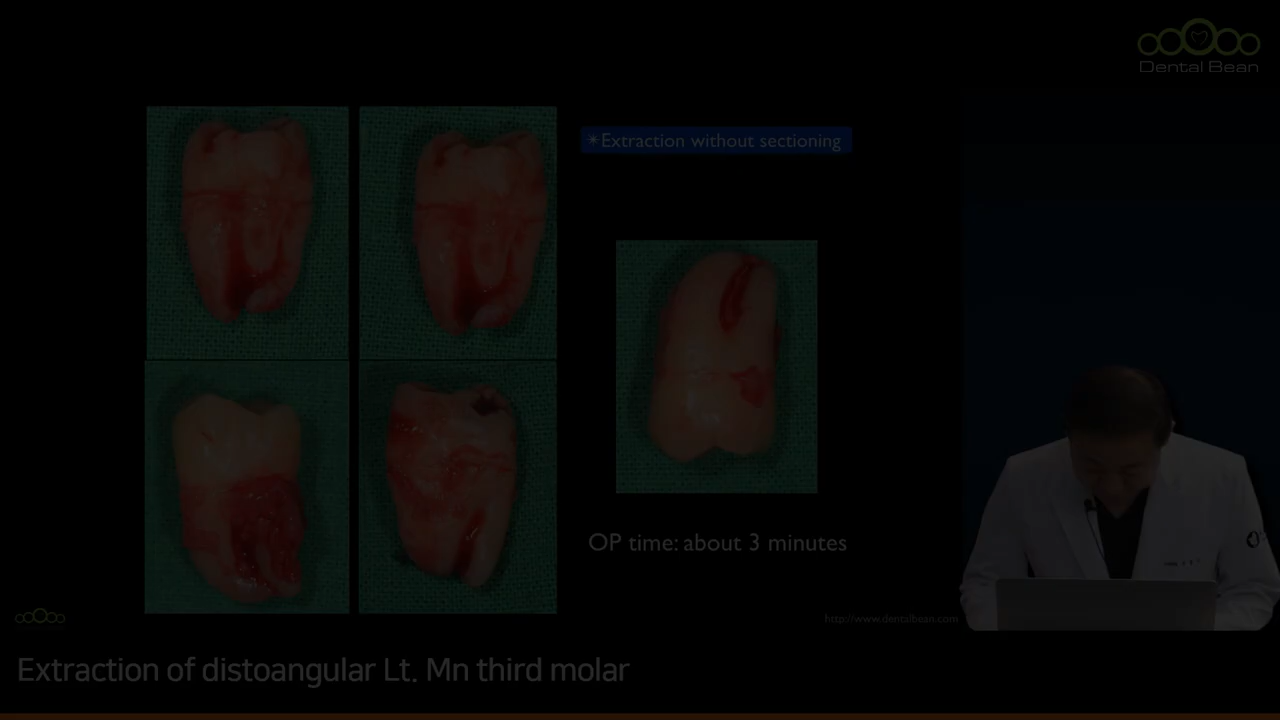 Dental Bean
✳Extraction without sectioning
OP time: about 3 minutes
http://www.dentalbean.com
Extraction of distoangular Lt. Mn third molar